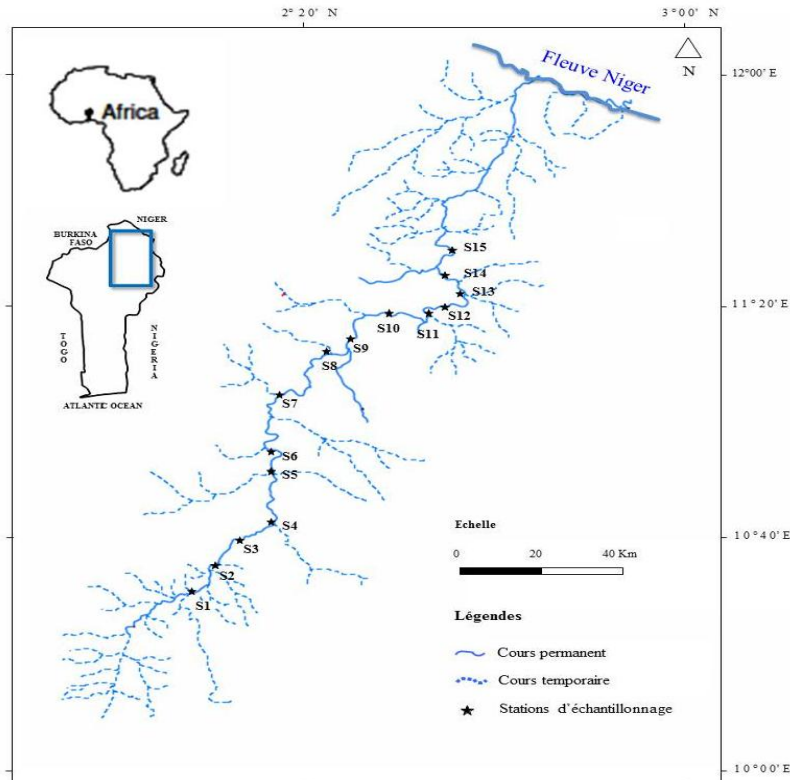 2°20' E
3°00' E
12°00' E
N
Fleuve Niger
Africa
NIGER
BURKINA
FASO
TOGO
NIGERIA
ATLANTIC OCEAN
S15
S14
S13
11°20' E
S12
S10
S11
S9
S8
S7
S6
S5
S4
10°40' E
S3
S2
S1
Echelle
0 20 40 Km
Légendes
Cours permanent
Cours temporaire
Stations d'échantillonnage
10°00' E